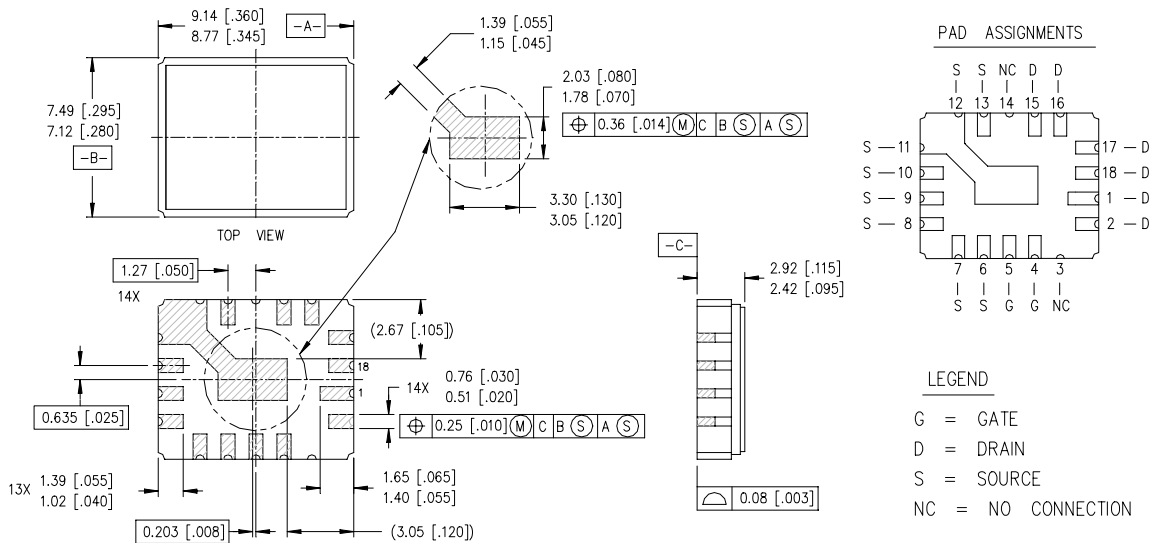 9.14 [.360]
8.77 [.345]
-A-
7.49 [.295]
7.12 [.280]
-B-
TOP VIEW
1.39 [.055]
1.15 [.045]
2.03 [.080]
1.78 [.070]
⌖ 0.36 [.014] Ⓜ C B Ⓢ A Ⓢ
3.30 [.130]
3.05 [.120]
PAD ASSIGNMENTS
S S NC D D
12 13 14 15 16
S — 11
S — 10
S — 9
S — 8
17 — D
18 — D
1 — D
2 — D
7 6 5 4 3
S S G G NC
1.27 [.050]
14X
(2.67 [.105])
18
1
0.635 [.025]
14X
0.76 [.030]
0.51 [.020]
⌖ 0.25 [.010] Ⓜ C B Ⓢ A Ⓢ
13X
1.39 [.055]
1.02 [.040]
1.65 [.065]
1.40 [.055]
0.203 [.008]
(3.05 [.120])
-C-
2.92 [.115]
2.42 [.095]
⌓ 0.08 [.003]
LEGEND
G = GATE
D = DRAIN
S = SOURCE
NC = NO CONNECTION